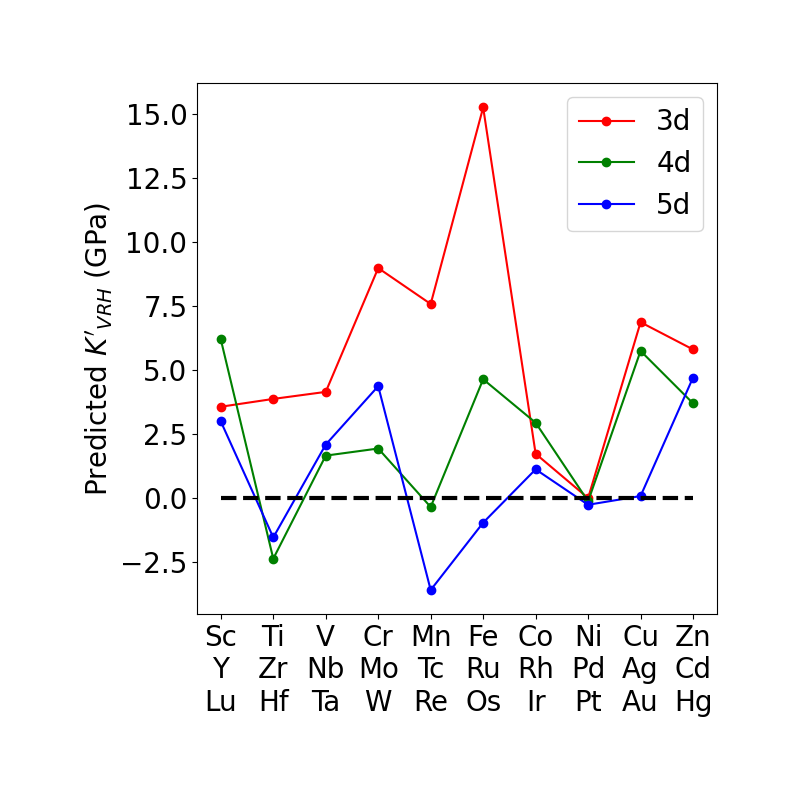 Predicted K'VRH (GPa)
15.0
12.5
10.0
7.5
5.0
2.5
0.0
−2.5
3d
4d
5d
Sc Ti V Cr Mn Fe Co Ni Cu Zn
Y Zr Nb Mo Tc Ru Rh Pd Ag Cd
Lu Hf Ta W Re Os Ir Pt Au Hg